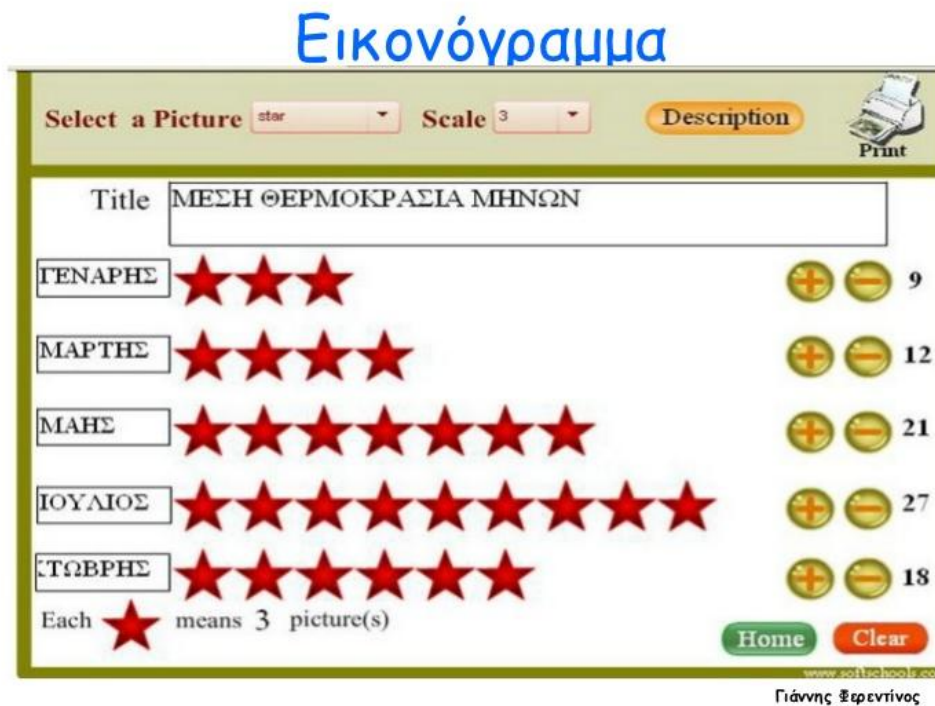 Εικονόγραμμα
Select a Picture star Scale 3 Description
Print
Title ΜΕΣΗ ΘΕΡΜΟΚΡΑΣΙΑ ΜΗΝΩΝ
ΓΕΝΑΡΗΣ 9
ΜΑΡΤΗΣ 12
ΜΑΗΣ 21
ΙΟΥΛΙΟΣ 27
ΚΤΩΒΡΗΣ 18
Each means 3 picture(s)
Home Clear
www.softschools.co
Γιάννης Φερεντίνος